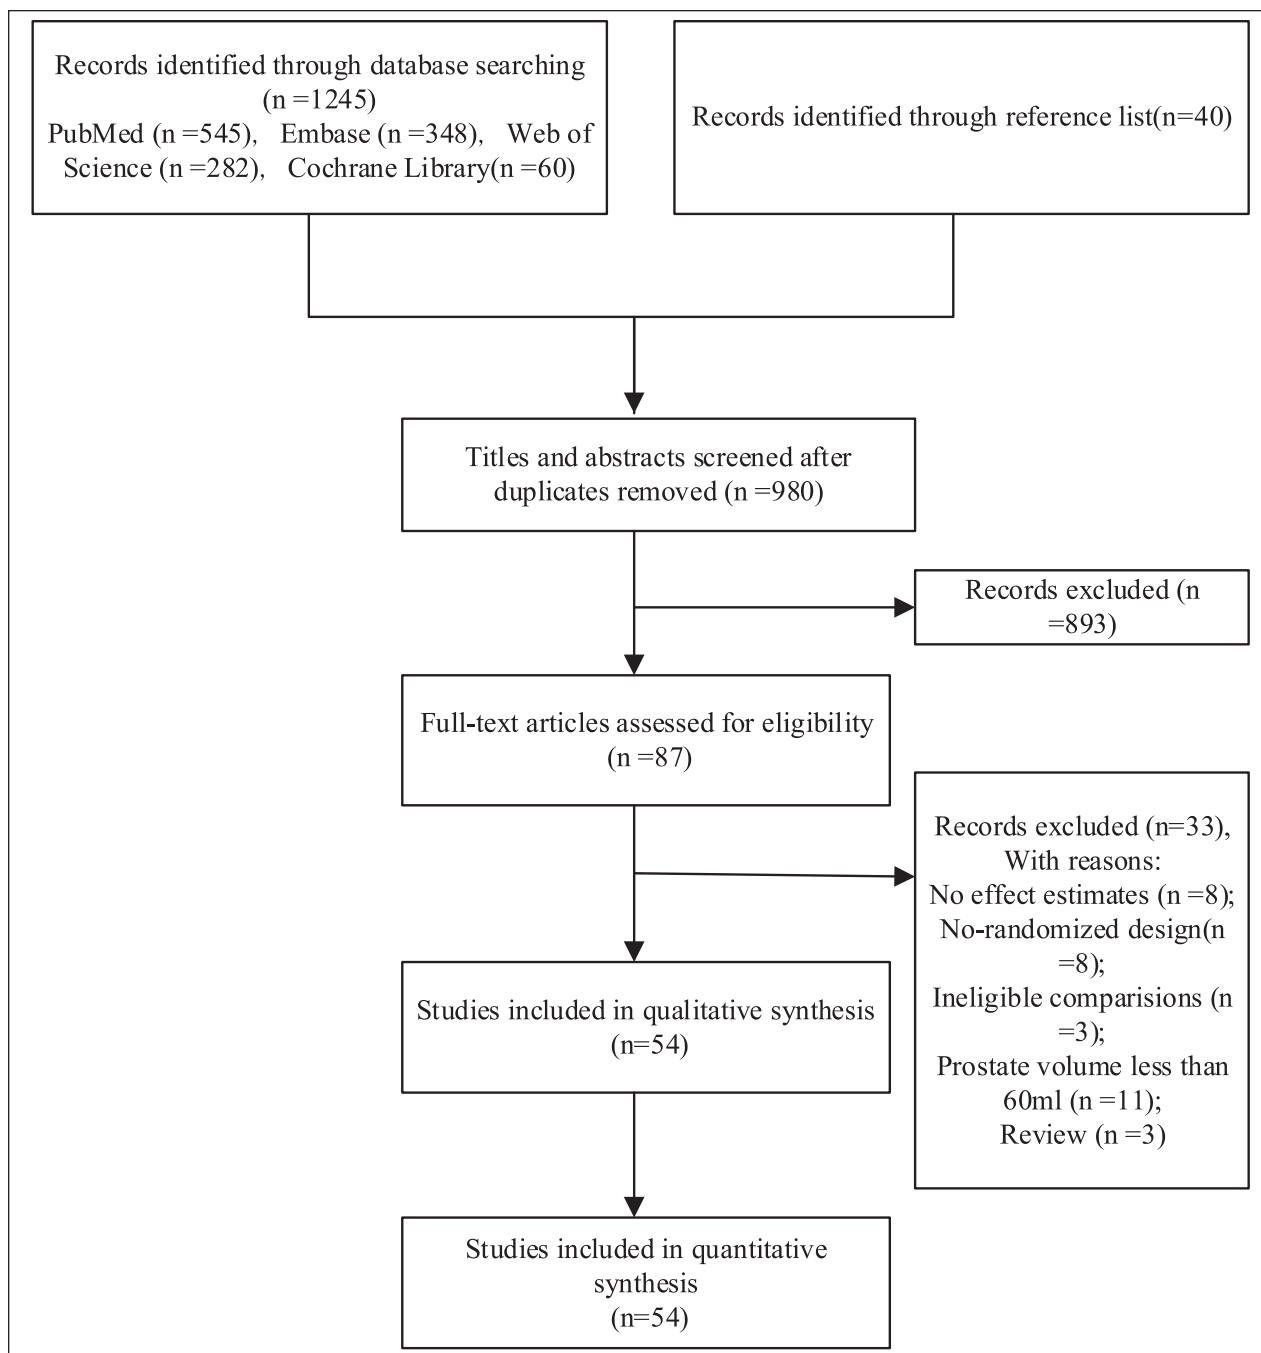 Records identified through database searching
(n =1245)
PubMed (n =545), Embase (n =348), Web of
Science (n =282), Cochrane Library(n =60)
Records identified through reference list(n=40)
Titles and abstracts screened after
duplicates removed (n =980)
Records excluded (n
=893)
Full-text articles assessed for eligibility
(n =87)
Records excluded (n=33),
With reasons:
No effect estimates (n =8);
No-randomized design(n
=8);
Ineligible comparisions (n
=3);
Prostate volume less than
60ml (n =11);
Review (n =3)
Studies included in qualitative synthesis
(n=54)
Studies included in quantitative
synthesis
(n=54)